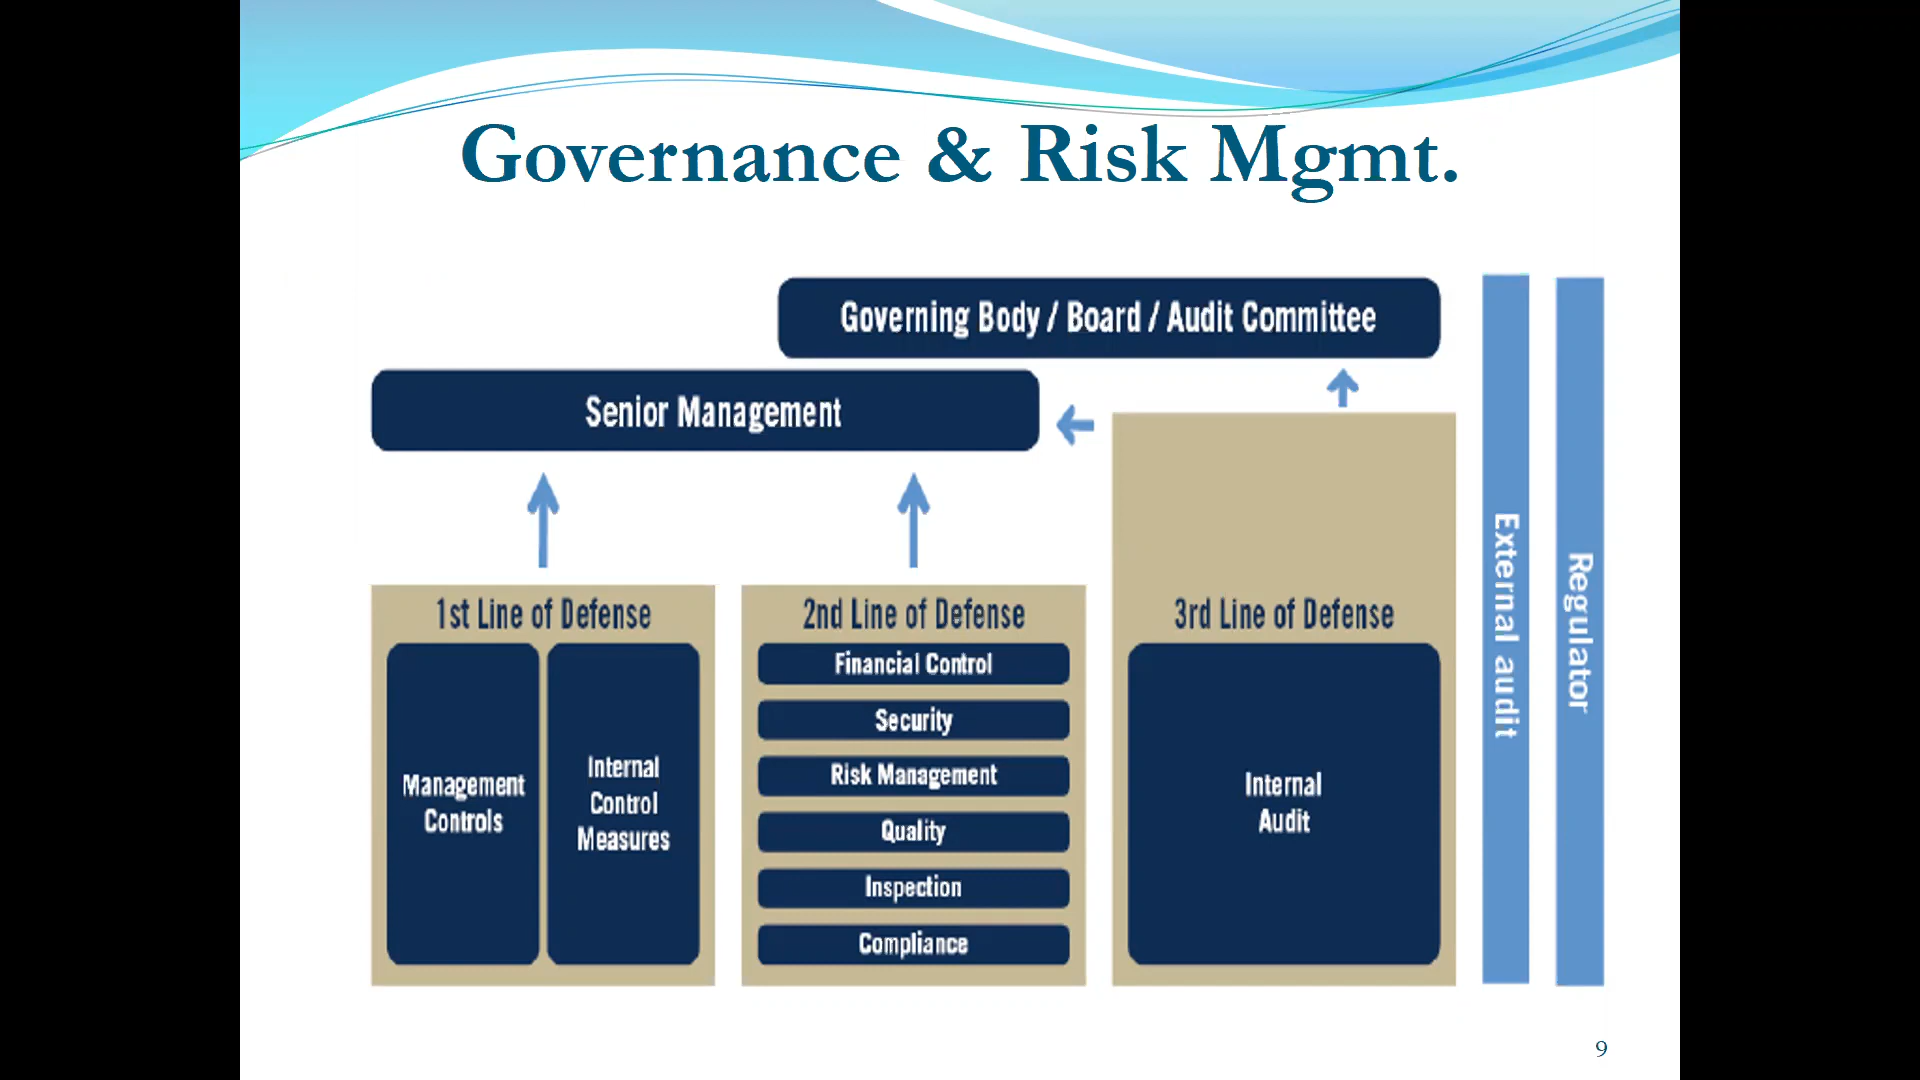 Governance & Risk Mgmt.
Governing Body / Board / Audit Committee
Senior Management
1st Line of Defense
Management
Controls
Internal
Control
Measures
2nd Line of Defense
Financial Control
Security
Risk Management
Quality
Inspection
Compliance
3rd Line of Defense
Internal
Audit
External audit
Regulator
9